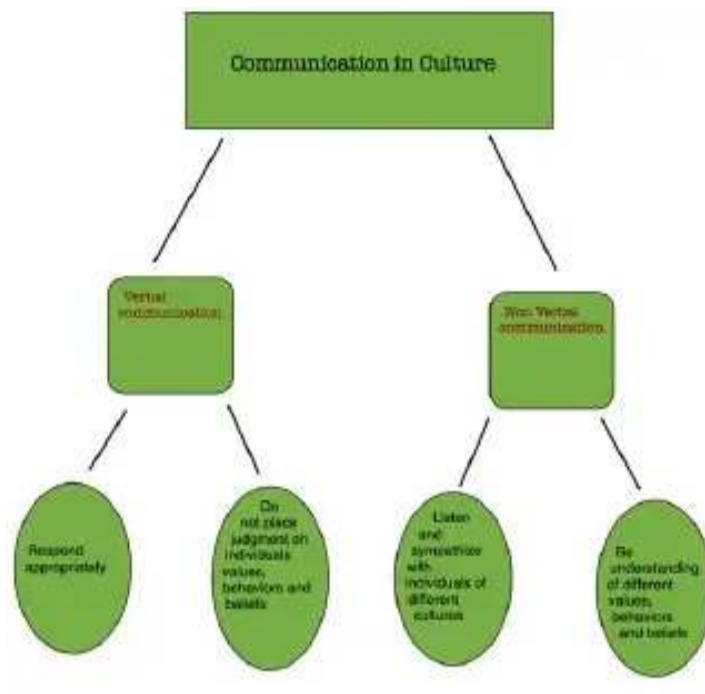 Communication in Culture
Verbal
communication
Non Verbal
communication
Respond
appropriately
Do
not place
judgment on
individuals
values,
behaviors and
beliefs
Listen
and
sympathize
with
individuals of
different
cultures
Be
understanding
of different
values,
behaviors
and beliefs